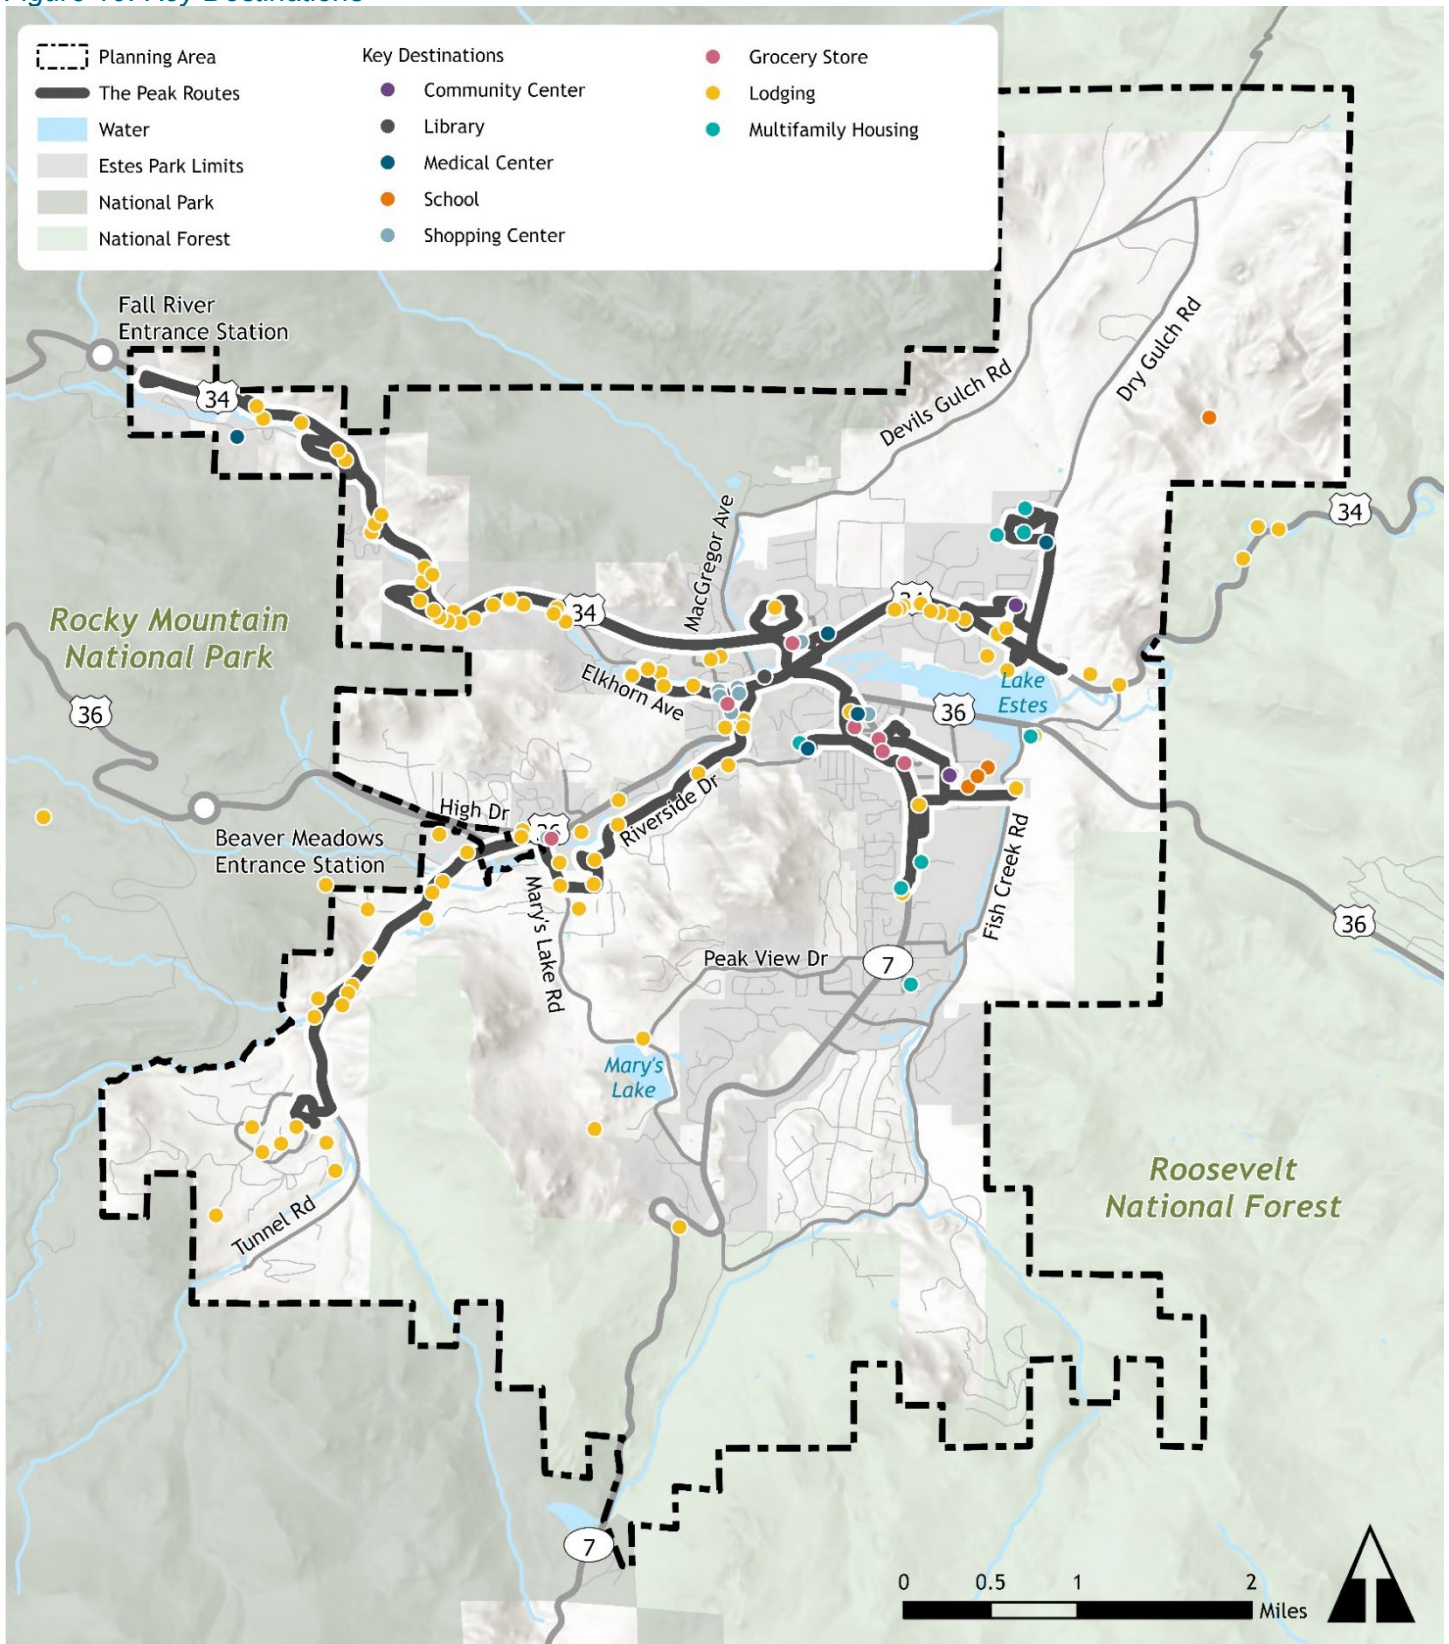 Planning Area
The Peak Routes
Water
Estes Park Limits
National Park
National Forest
Key Destinations
Community Center
Library
Medical Center
School
Shopping Center
Grocery Store
Lodging
Multifamily Housing
Fall River
Entrance Station
34
Devils Gulch Rd
Dry Gulch Rd
34
MacGregor Ave
34
34
Rocky Mountain
National Park
Elkhorn Ave
Lake
Estes
36
36
High Dr
36
Riverside Dr
Beaver Meadows
Entrance Station
Mary's Lake Rd
Fish Creek Rd
36
Peak View Dr
7
Mary's
Lake
Roosevelt
National Forest
Tunnel Rd
7
0 0.5 1 2
Miles